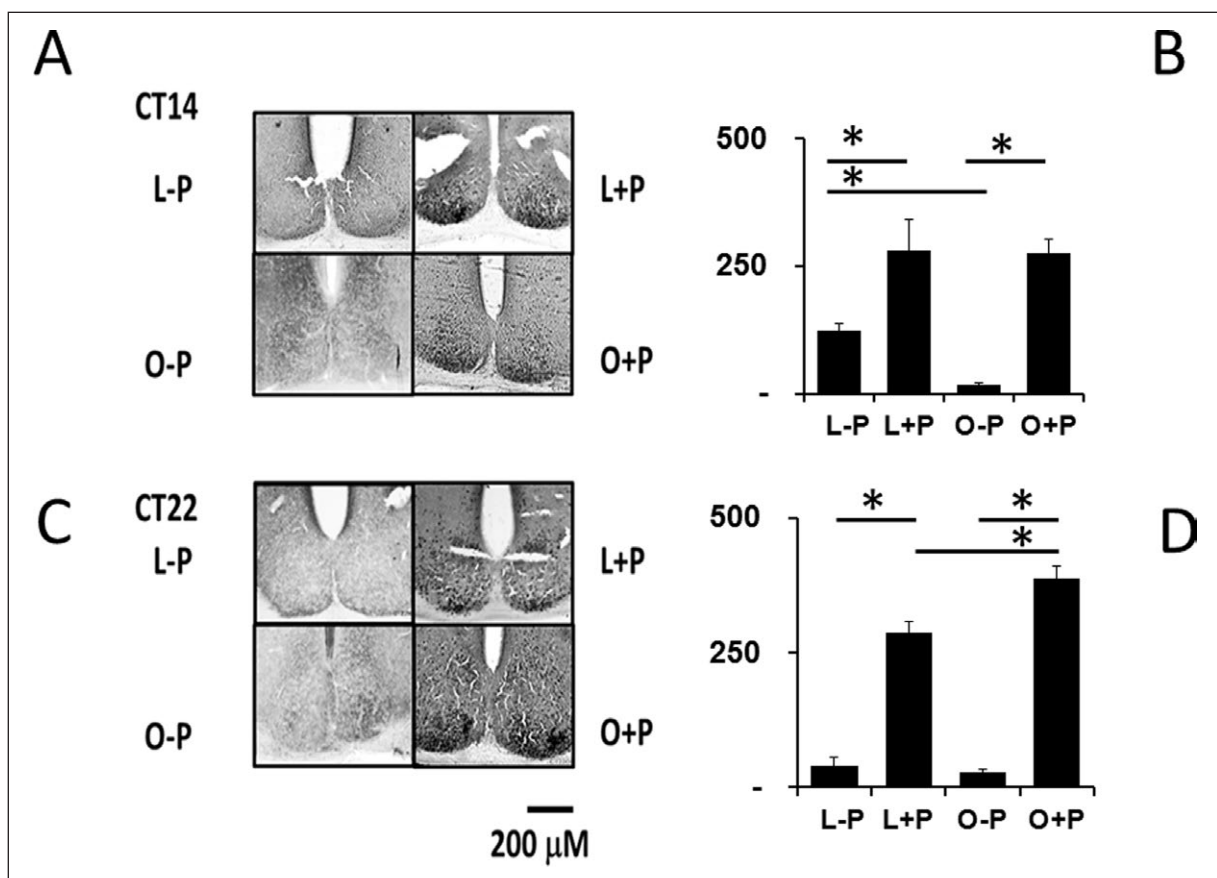 A
CT14
L-P
L+P
O-P
O+P
B
500
*
*
*
250
-
L-P L+P O-P O+P
C
CT22
L-P
L+P
O-P
O+P
200 μM
D
500
*
*
*
250
-
L-P L+P O-P O+P